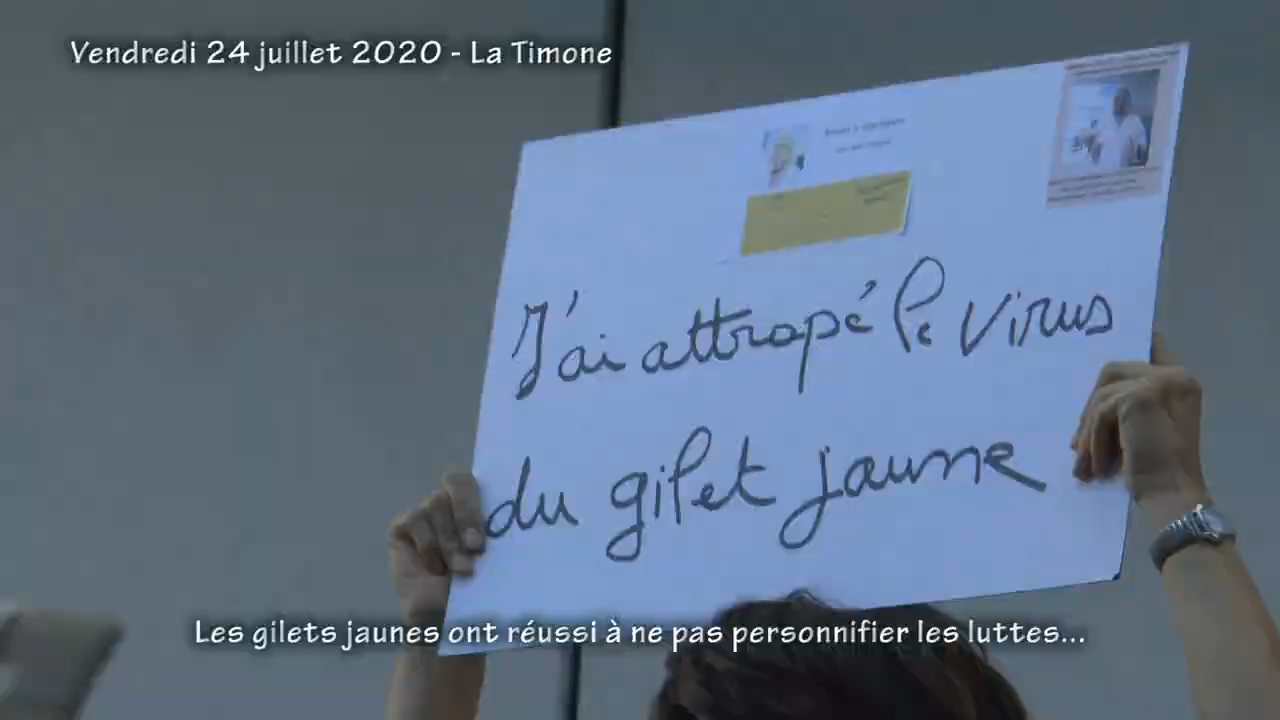 Vendredi 24 juillet 2020 - La Timone
J'ai attrapé le virus
du gilet jaune
Les gilets jaunes ont réussi à ne pas personnifier les luttes...